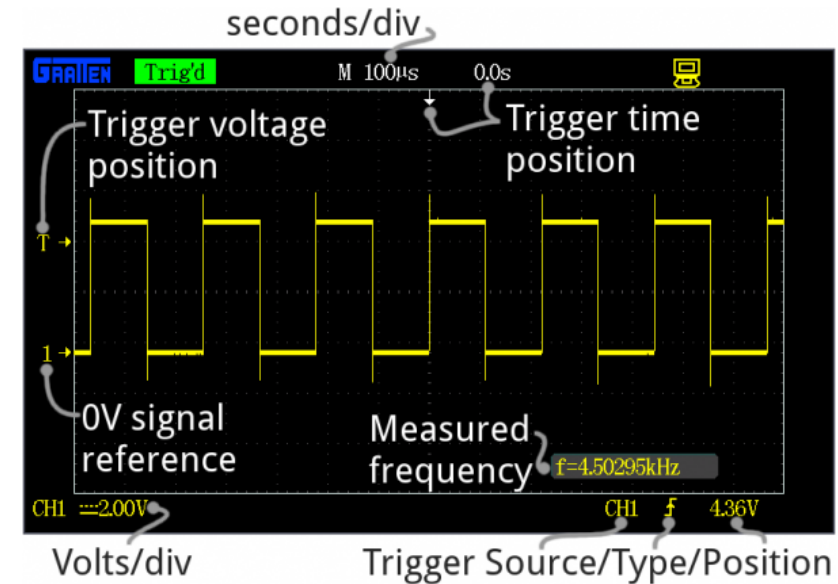 seconds/div
GRATTEN Trig'd M 100μs 0.0s
Trigger voltage
position
Trigger time
position
T
1
0V signal
reference
Measured
frequency
f=4.50295kHz
CH1 2.00V CH1 4.36V
Volts/div Trigger Source/Type/Position